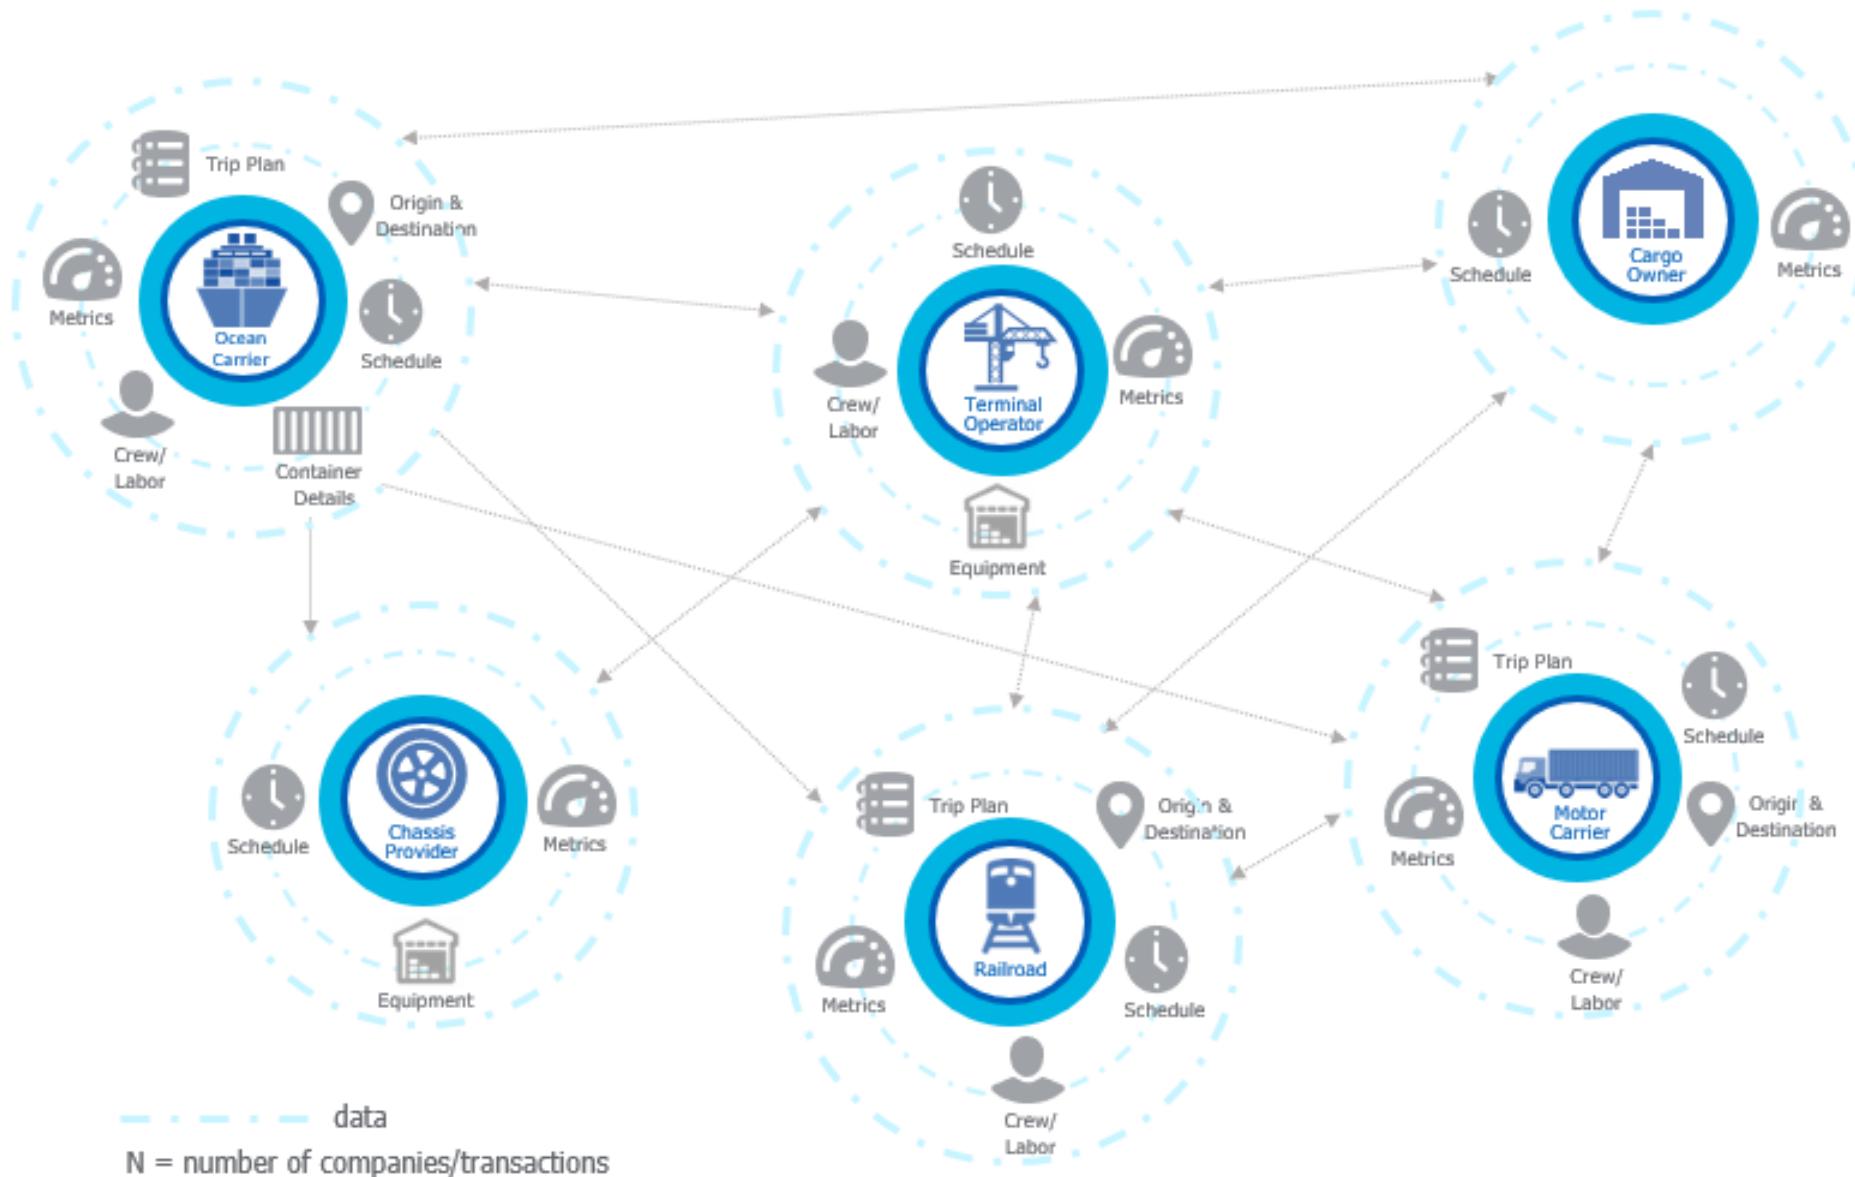 Trip Plan
Origin &
Destination
Metrics
Ocean
Carrier
Schedule
Crew/
Labor
Container
Details
Schedule
Crew/
Labor
Terminal
Operator
Metrics
Equipment
Schedule
Cargo
Owner
Metrics
Schedule
Chassis
Provider
Metrics
Equipment
Trip Plan
Origin &
Destination
Metrics
Railroad
Schedule
Crew/
Labor
Trip Plan
Schedule
Metrics
Motor
Carrier
Origin &
Destination
Crew/
Labor
data
N = number of companies/transactions